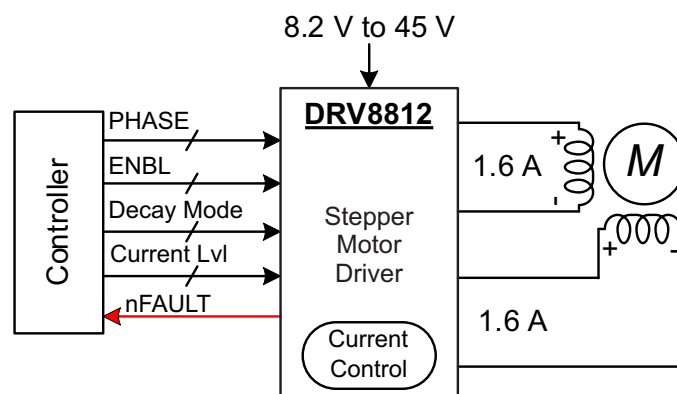 8.2 V to 45 V
DRV8812
Controller
PHASE
ENBL
Decay Mode
Current Lvl
nFAULT
Stepper
Motor
Driver
Current
Control
1.6 A
+
-
M
+
-
1.6 A